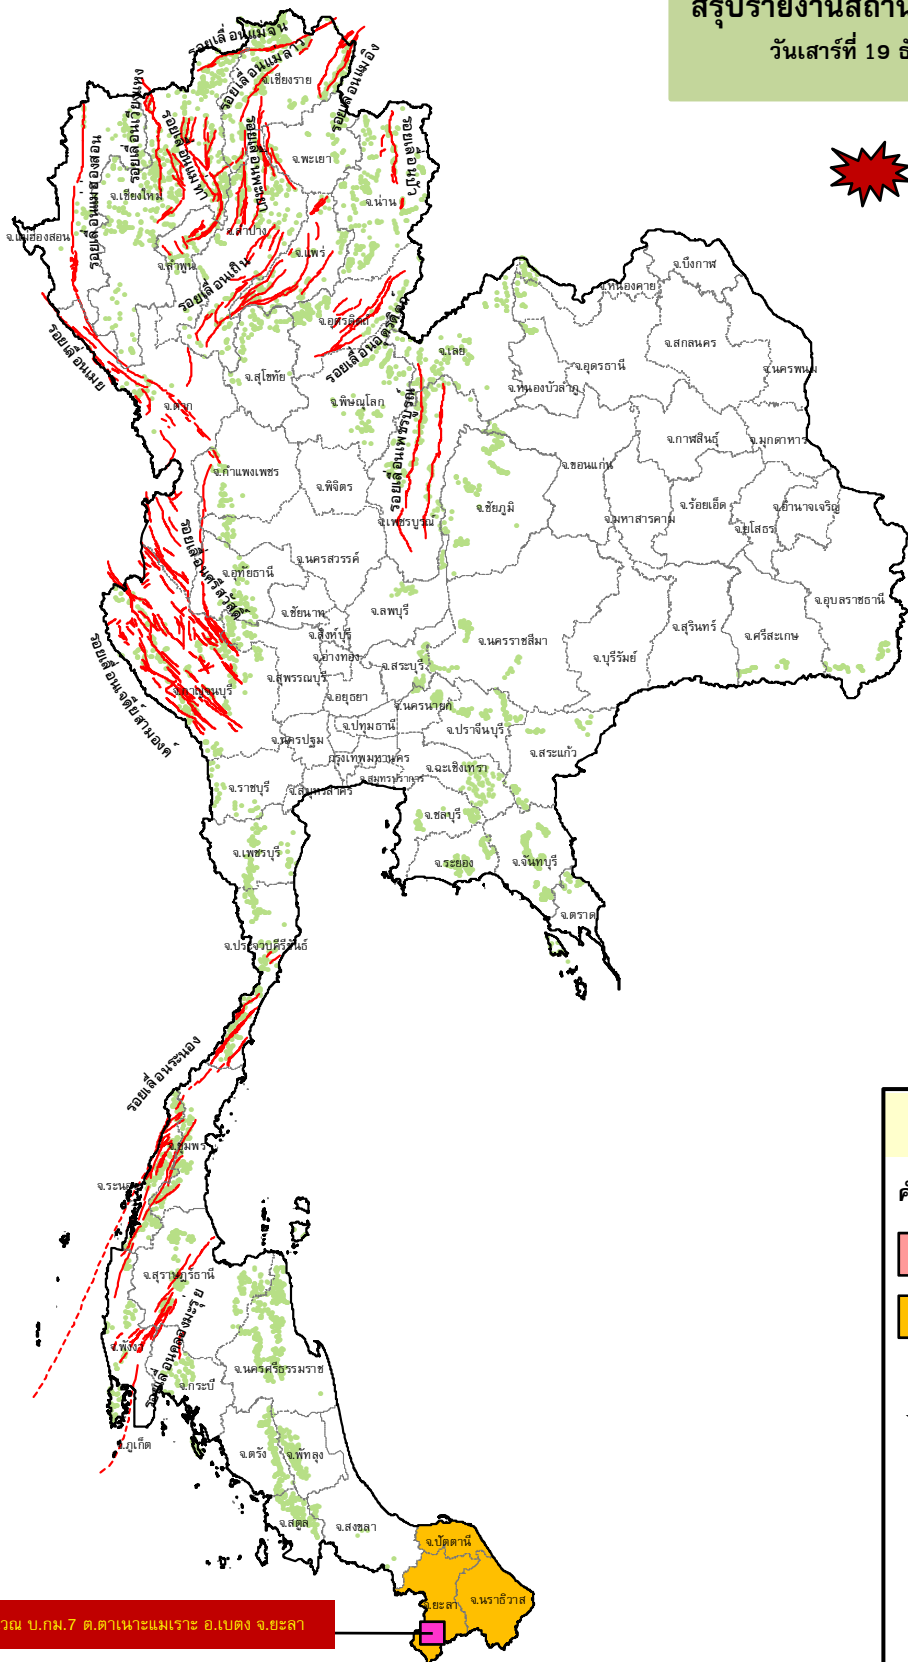 สรุปรายงานสถาน
วันเสาร์ที่ 19 ธั
รอยเลื่อนแม่จัน
รอยเลื่อนแม่ลาว
จ.เชียงราย
รอยเลื่อนแม่อิง
รอยเลื่อนเวียงแหง
รอยเลื่อนแม่ทา
รอยเลื่อนพะเยา
รอยเลื่อนปัว
รอยเลื่อนแม่ฮ่องสอน
จ.พะเยา
จ.เชียงใหม่
จ.น่าน
จ.แม่ฮ่องสอน
จ.ลำปาง
จ.แพร่
จ.ลำพูน
รอยเลื่อนเถิน
จ.บึงกาฬ
จ.หนองคาย
จ.อุตรดิตถ์
รอยเลื่อนอุตรดิตถ์
รอยเลื่อนเมย
จ.เลย
จ.สกลนคร
จ.นครพนม
จ.อุดรธานี
จ.หนองบัวลำภู
จ.สุโขทัย
จ.ตาก
จ.พิษณุโลก
รอยเลื่อนเพชรบูรณ์
จ.กาฬสินธุ์
จ.มุกดาหาร
จ.กำแพงเพชร
จ.พิจิตร
จ.ขอนแก่น
จ.ชัยภูมิ
จ.ร้อยเอ็ด
จ.อำนาจเจริญ
จ.เพชรบูรณ์
จ.มหาสารคาม
จ.ยโสธร
รอยเลื่อนศรีสวัสดิ์
จ.นครสวรรค์
จ.อุทัยธานี
จ.ชัยนาท
จ.ลพบุรี
จ.อุบลราชธานี
จ.สิงห์บุรี
จ.นครราชสีมา
จ.สุรินทร์
จ.ศรีสะเกษ
จ.อ่างทอง
จ.บุรีรัมย์
จ.สระบุรี
จ.สุพรรณบุรี
จ.กาญจนบุรี
รอยเลื่อนเจดีย์สามองค์
จ.อยุธยา
จ.นครนายก
จ.ปทุมธานี
จ.ปราจีนบุรี
จ.นครปฐม
จ.สระแก้ว
กรุงเทพมหานคร
จ.ฉะเชิงเทรา
จ.สมุทรปราการ
จ.ราชบุรี
จ.สมุทรสาคร
จ.ชลบุรี
จ.เพชรบุรี
จ.ระยอง
จ.จันทบุรี
จ.ตราด
จ.ประจวบคีรีขันธ์
รอยเลื่อนระนอง
จ.ชุมพร
จ.ระนอง
จ.สุราษฎร์ธานี
รอยเลื่อนคลองมะรุ่ย
จ.พังงา
จ.นครศรีธรรมราช
จ.กระบี่
จ.ภูเก็ต
จ.ตรัง
จ.พัทลุง
จ.สตูล
จ.สงขลา
จ.ปัตตานี
จ.ยะลา
จ.นราธิวาส
วณ บ.กม.7 ต.ตาเนาะแมเราะ อ.เบตง จ.ยะลา